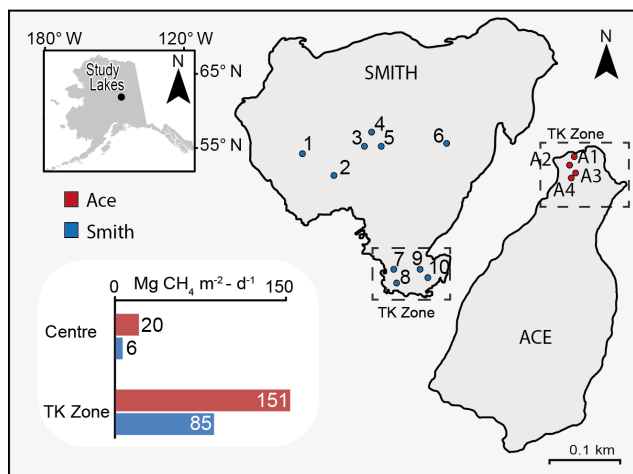 180° W
120° W
N
Study
Lakes
65° N
55° N
Ace
Smith
SMITH
N
1
2
3
4
5
6
7
8
9
10
TK Zone
TK Zone
A1
A2
A3
A4
ACE
0.1 km
0 Mg CH₄ m⁻² - d⁻¹ 150
Centre
20
6
TK Zone
151
85